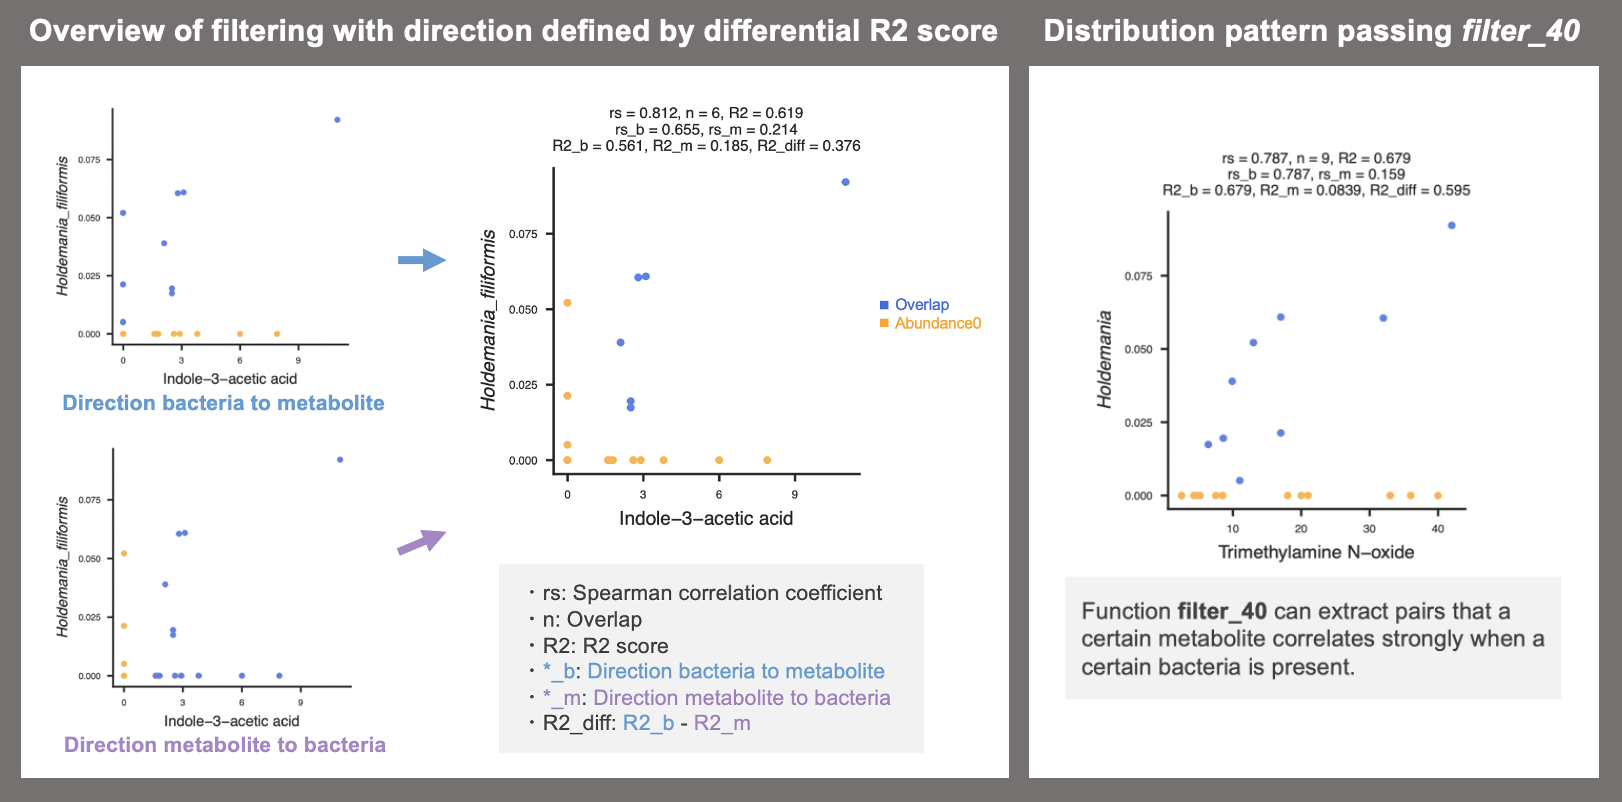 Overview of filtering with direction defined by differential R2 score
Holdemania_filiformis
0.075
0.050
0.025
0.000
0
3
6
9
Indole−3−acetic acid
Direction bacteria to metabolite
Holdemania_filiformis
0.075
0.050
0.025
0.000
0
3
6
9
Indole−3−acetic acid
Direction metabolite to bacteria
rs = 0.812, n = 6, R2 = 0.619
rs_b = 0.655, rs_m = 0.214
R2_b = 0.561, R2_m = 0.185, R2_diff = 0.376
Holdemania_filiformis
0.075
0.050
0.025
0.000
0
3
6
9
Indole−3−acetic acid
Overlap
Abundance0
・rs: Spearman correlation coefficient
・n: Overlap
・R2: R2 score
・*_b: Direction bacteria to metabolite
・*_m: Direction metabolite to bacteria
・R2_diff: R2_b - R2_m
Distribution pattern passing filter_40
rs = 0.787, n = 9, R2 = 0.679
rs_b = 0.787, rs_m = 0.159
R2_b = 0.679, R2_m = 0.0839, R2_diff = 0.595
Holdemania
0.075
0.050
0.025
0.000
10
20
30
40
Trimethylamine N−oxide
Function filter_40 can extract pairs that a
certain metabolite correlates strongly when a
certain bacteria is present.